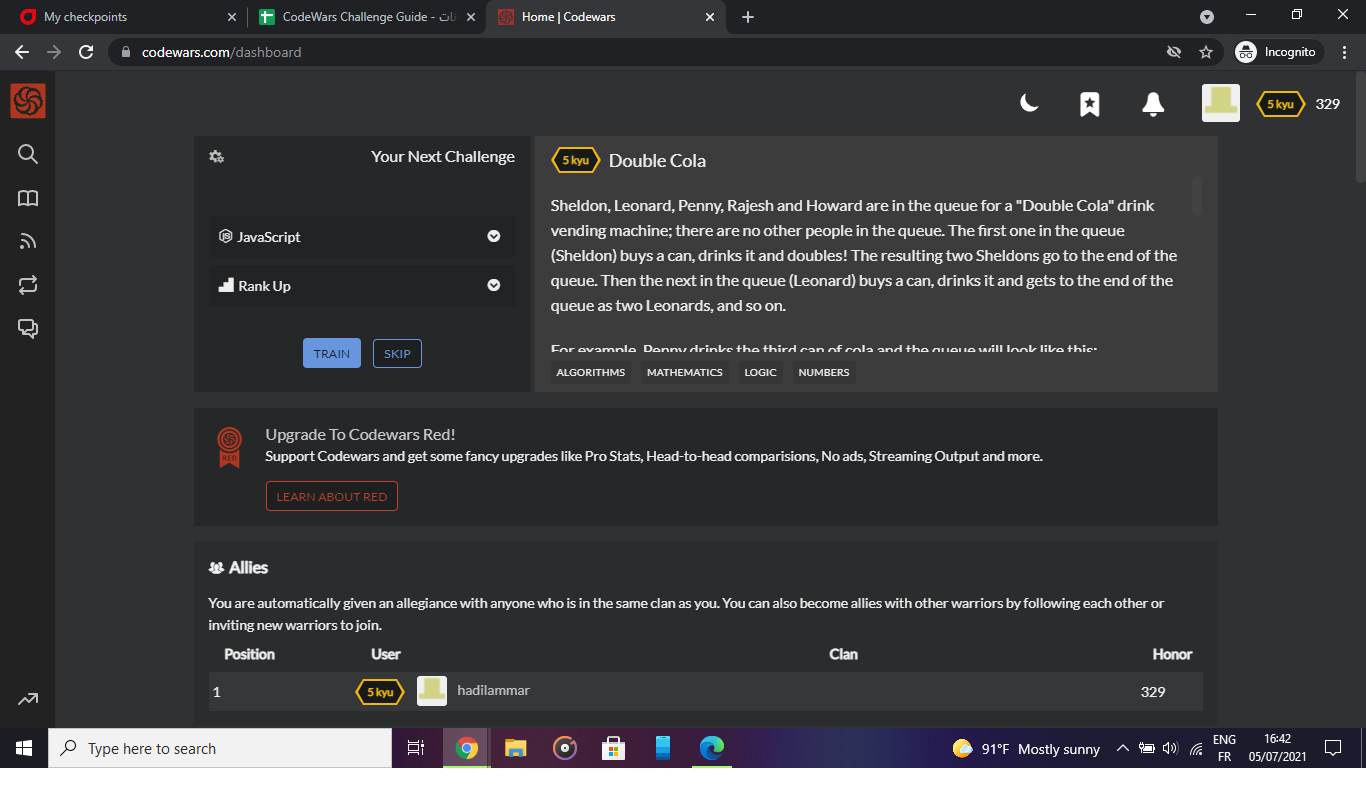 My checkpoints
CodeWars Challenge Guide - ات
Home | Codewars
codewars.com/dashboard
Incognito
5 kyu
329
Your Next Challenge
JavaScript
Rank Up
TRAIN
SKIP
5 kyu
Double Cola
Sheldon, Leonard, Penny, Rajesh and Howard are in the queue for a "Double Cola" drink
vending machine; there are no other people in the queue. The first one in the queue
(Sheldon) buys a can, drinks it and doubles! The resulting two Sheldons go to the end of the
queue. Then the next in the queue (Leonard) buys a can, drinks it and gets to the end of the
queue as two Leonards, and so on.
For example, Penny drinks the third can of cola and the queue will look like this:
ALGORITHMS
MATHEMATICS
LOGIC
NUMBERS
RED
Upgrade To Codewars Red!
Support Codewars and get some fancy upgrades like Pro Stats, Head-to-head comparisions, No ads, Streaming Output and more.
LEARN ABOUT RED
Allies
You are automatically given an allegiance with anyone who is in the same clan as you. You can also become allies with other warriors by following each other or
inviting new warriors to join.
Position User Clan Honor
1 5 kyu hadilammar 329
Type here to search
91°F Mostly sunny
ENG
FR
16:42
05/07/2021